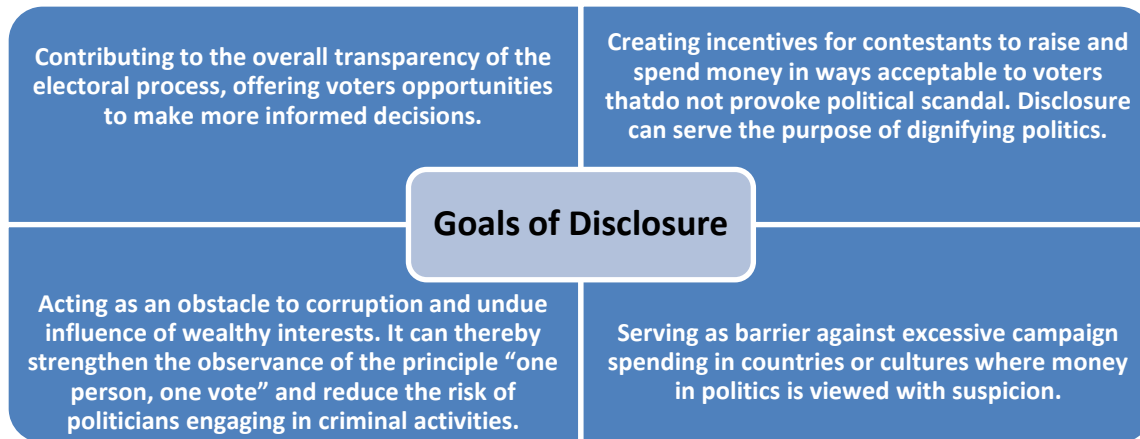 Contributing to the overall transparency of the
electoral process, offering voters opportunities
to make more informed decisions.
Creating incentives for contestants to raise and
spend money in ways acceptable to voters
thatdo not provoke political scandal. Disclosure
can serve the purpose of dignifying politics.
Goals of Disclosure
Acting as an obstacle to corruption and undue
influence of wealthy interests. It can thereby
strengthen the observance of the principle “one
person, one vote” and reduce the risk of
politicians engaging in criminal activities.
Serving as barrier against excessive campaign
spending in countries or cultures where money
in politics is viewed with suspicion.